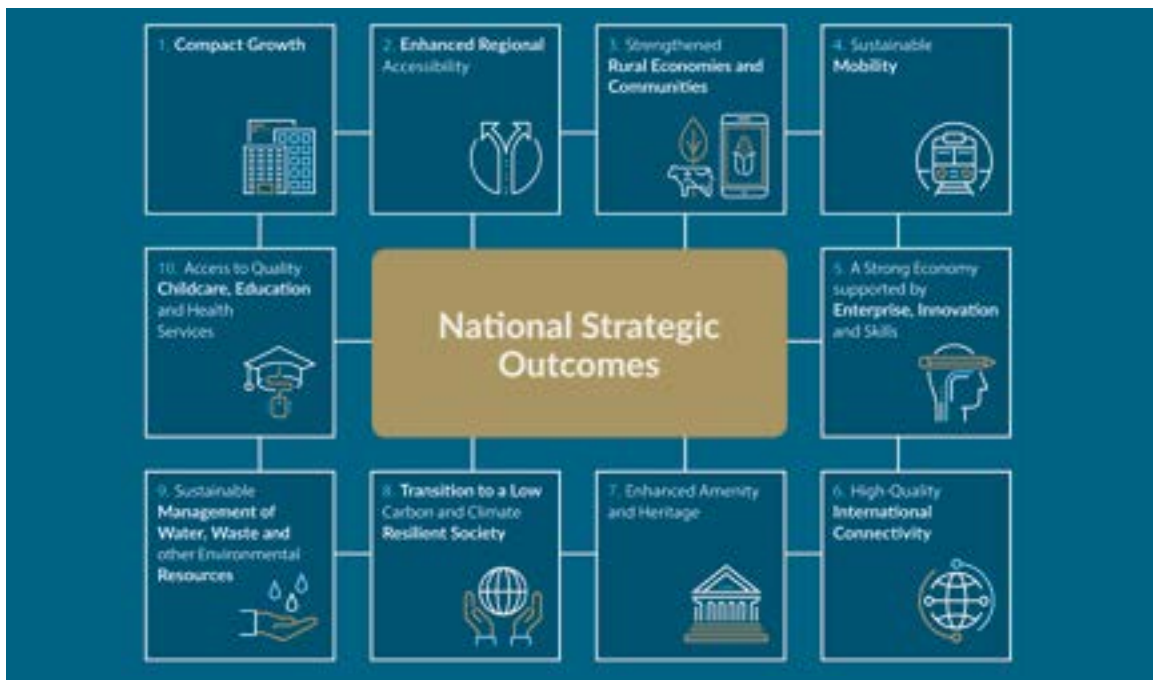 1. Compact Growth
2. Enhanced Regional
Accessibility
3. Strengthened
Rural Economies and
Communities
4. Sustainable
Mobility
10. Access to Quality
Childcare, Education
and Health
Services
National Strategic
Outcomes
5. A Strong Economy
supported by
Enterprise, Innovation
and Skills
9. Sustainable
Management of
Water, Waste and
other Environmental
Resources
8. Transition to a Low
Carbon and Climate
Resilient Society
7. Enhanced Amenity
and Heritage
6. High-Quality
International
Connectivity